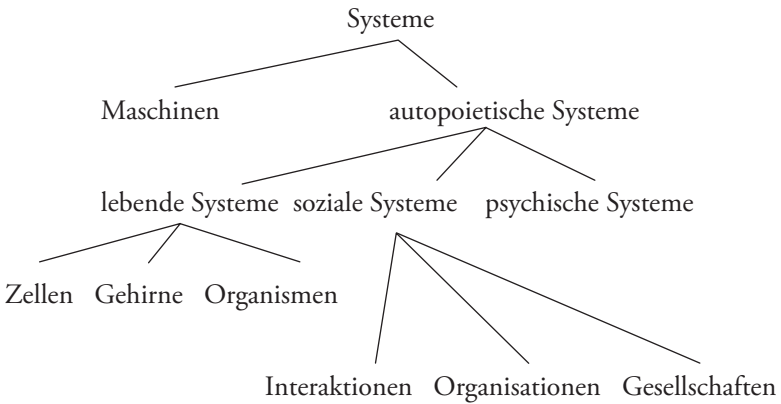 Systeme
Maschinen autopoietische Systeme
lebende Systeme soziale Systeme psychische Systeme
Zellen Gehirne Organismen
Interaktionen Organisationen Gesellschaften